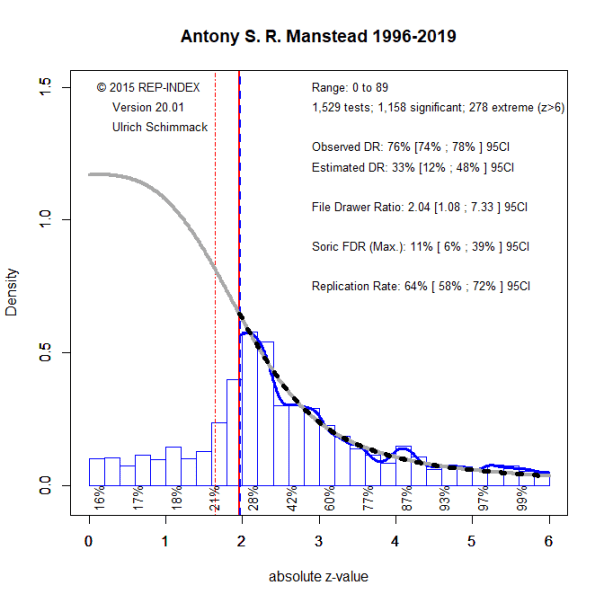 Antony S. R. Manstead 1996-2019
© 2015 REP-INDEX
Version 20.01
Ulrich Schimmack
Range: 0 to 89
1,529 tests; 1,158 significant; 278 extreme (z>6)
Observed DR: 76% [74% ; 78% ] 95CI
Estimated DR: 33% [12% ; 48% ] 95CI
File Drawer Ratio: 2.04 [1.08 ; 7.33 ] 95CI
Soric FDR (Max.): 11% [ 6% ; 39% ] 95CI
Replication Rate: 64% [ 58% ; 72% ] 95CI
Density
1.5
1.0
0.5
0.0
16% 17% 18% 21% 28% 42% 60% 77% 87% 93% 97% 99%
0 1 2 3 4 5 6
absolute z-value